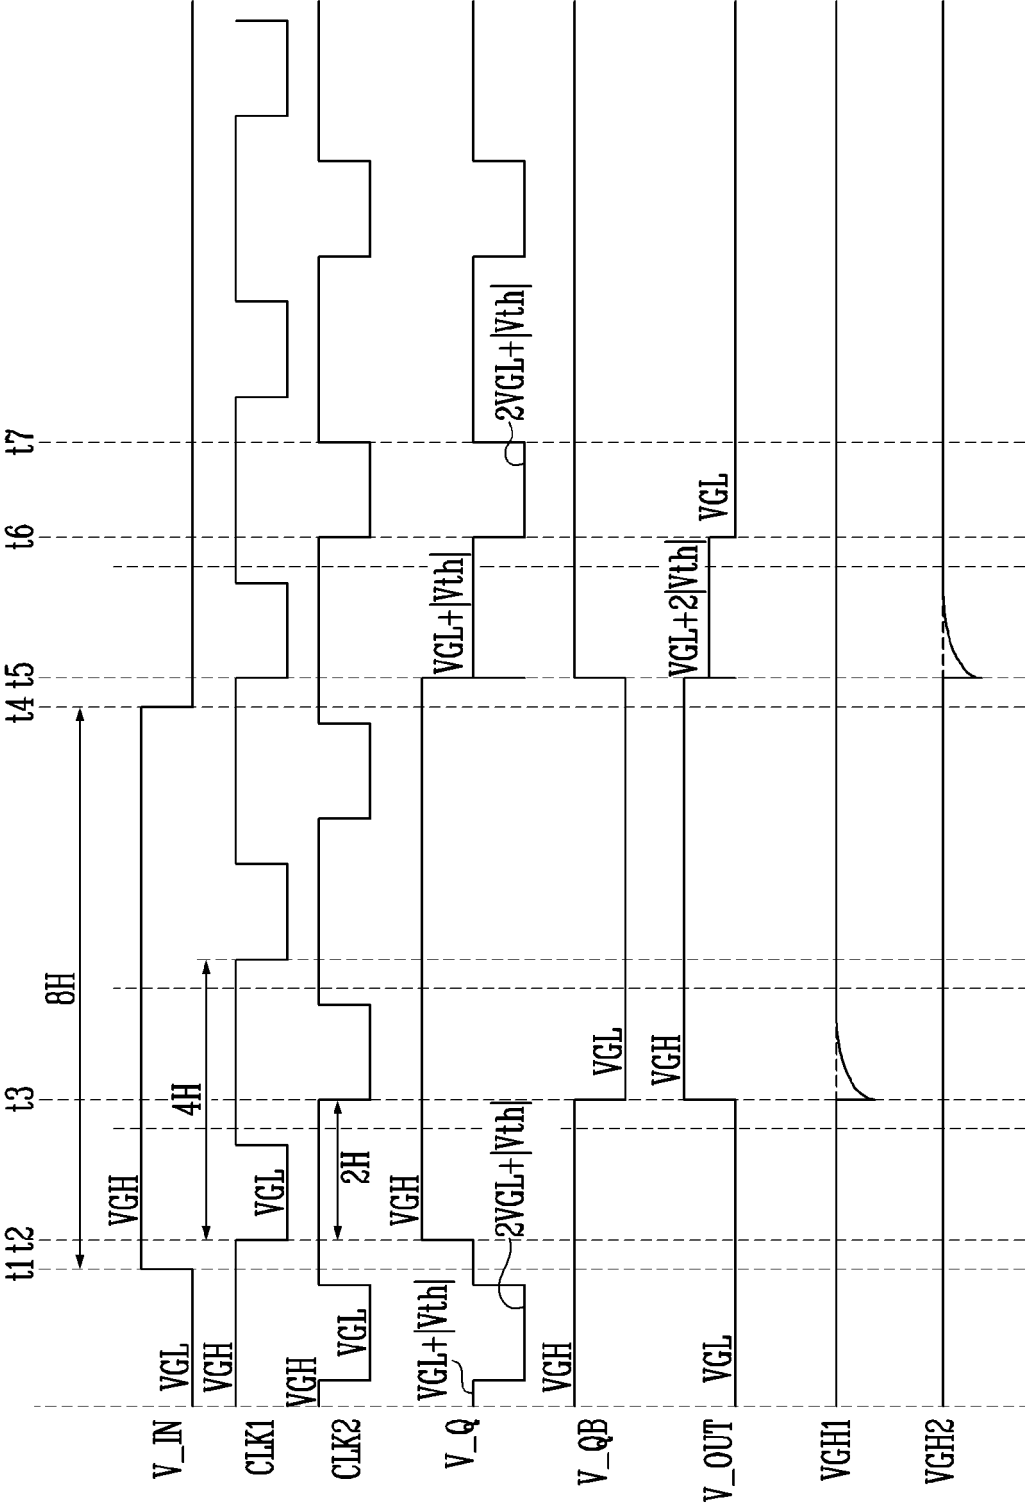 t1 t2 t3 t4 t5 t6 t7
8H
V_IN VGL VGH
4H
CLK1 VGH VGL
2H
CLK2 VGH VGL
V_Q VGL+|Vth| 2VGL+|Vth| VGH VGL+|Vth| 2VGL+|Vth|
V_QB VGH VGL
V_OUT VGL VGH VGL+2|Vth| VGL
VGH1
VGH2